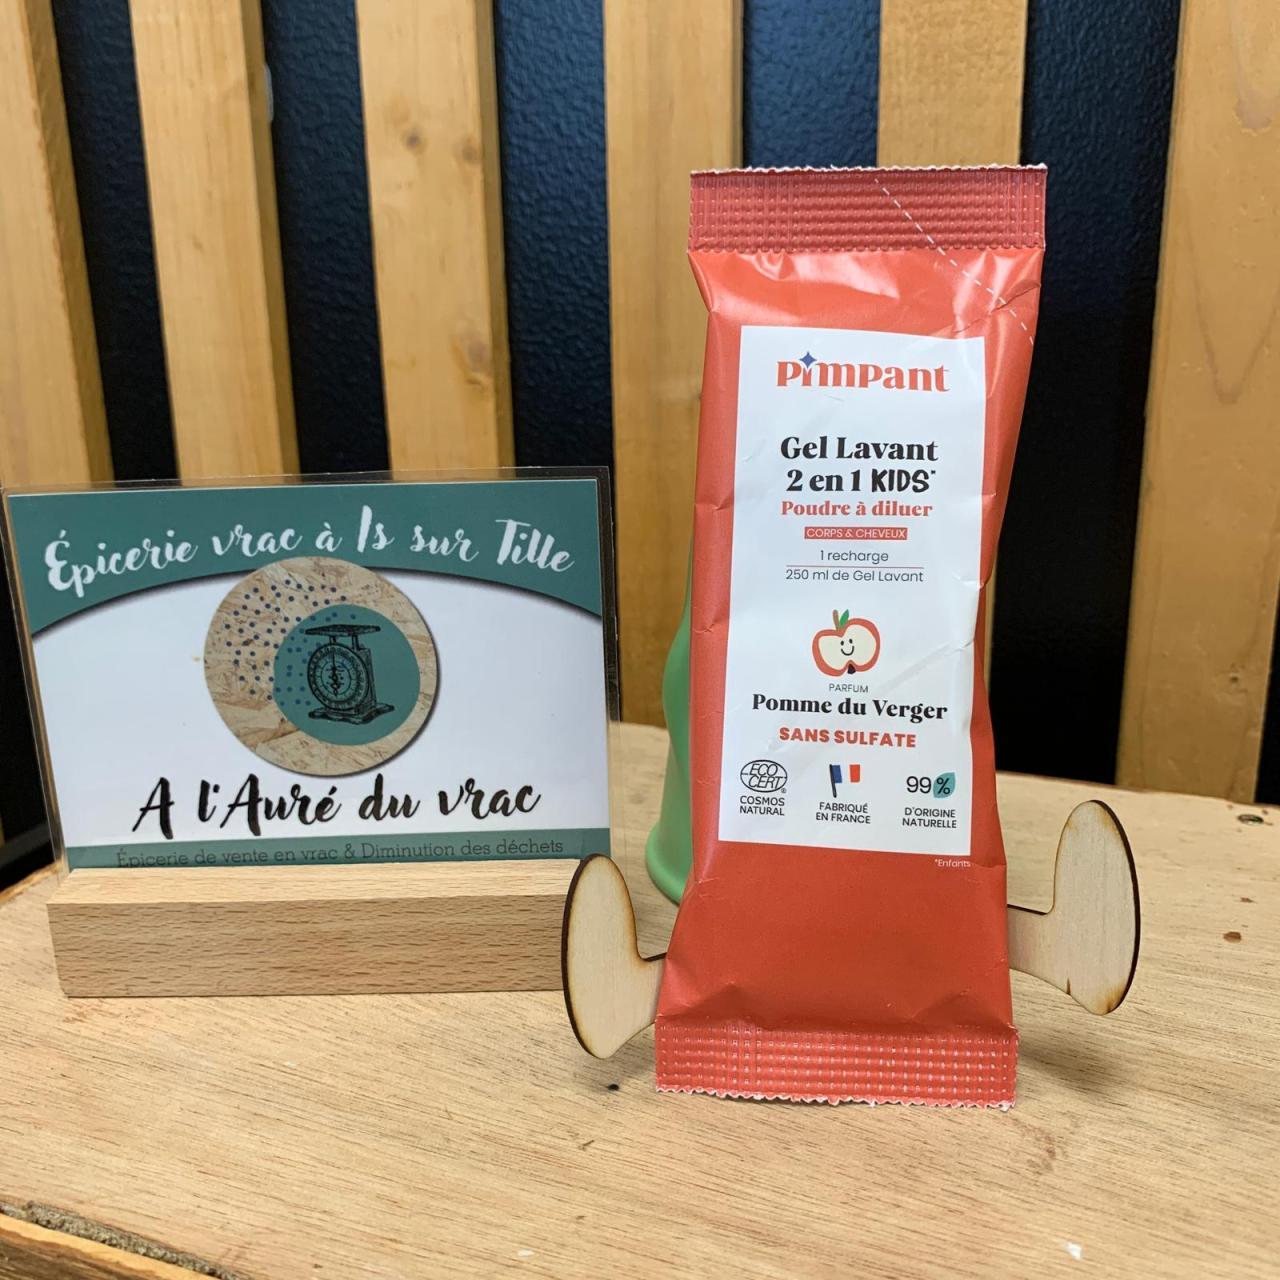 Épicerie vrac à Is sur Tille
A l'Auré du vrac
Épicerie de vente en vrac & Diminution des déchets
Pimpant
Gel Lavant
2 en 1 KIDS*
Poudre à diluer
CORPS & CHEVEUX
1 recharge
250 ml de Gel Lavant
PARFUM
Pomme du Verger
SANS SULFATE
ECO
CERT
®
COSMOS
NATURAL
FABRIQUÉ
EN FRANCE
99%
D'ORIGINE
NATURELLE
*Enfants